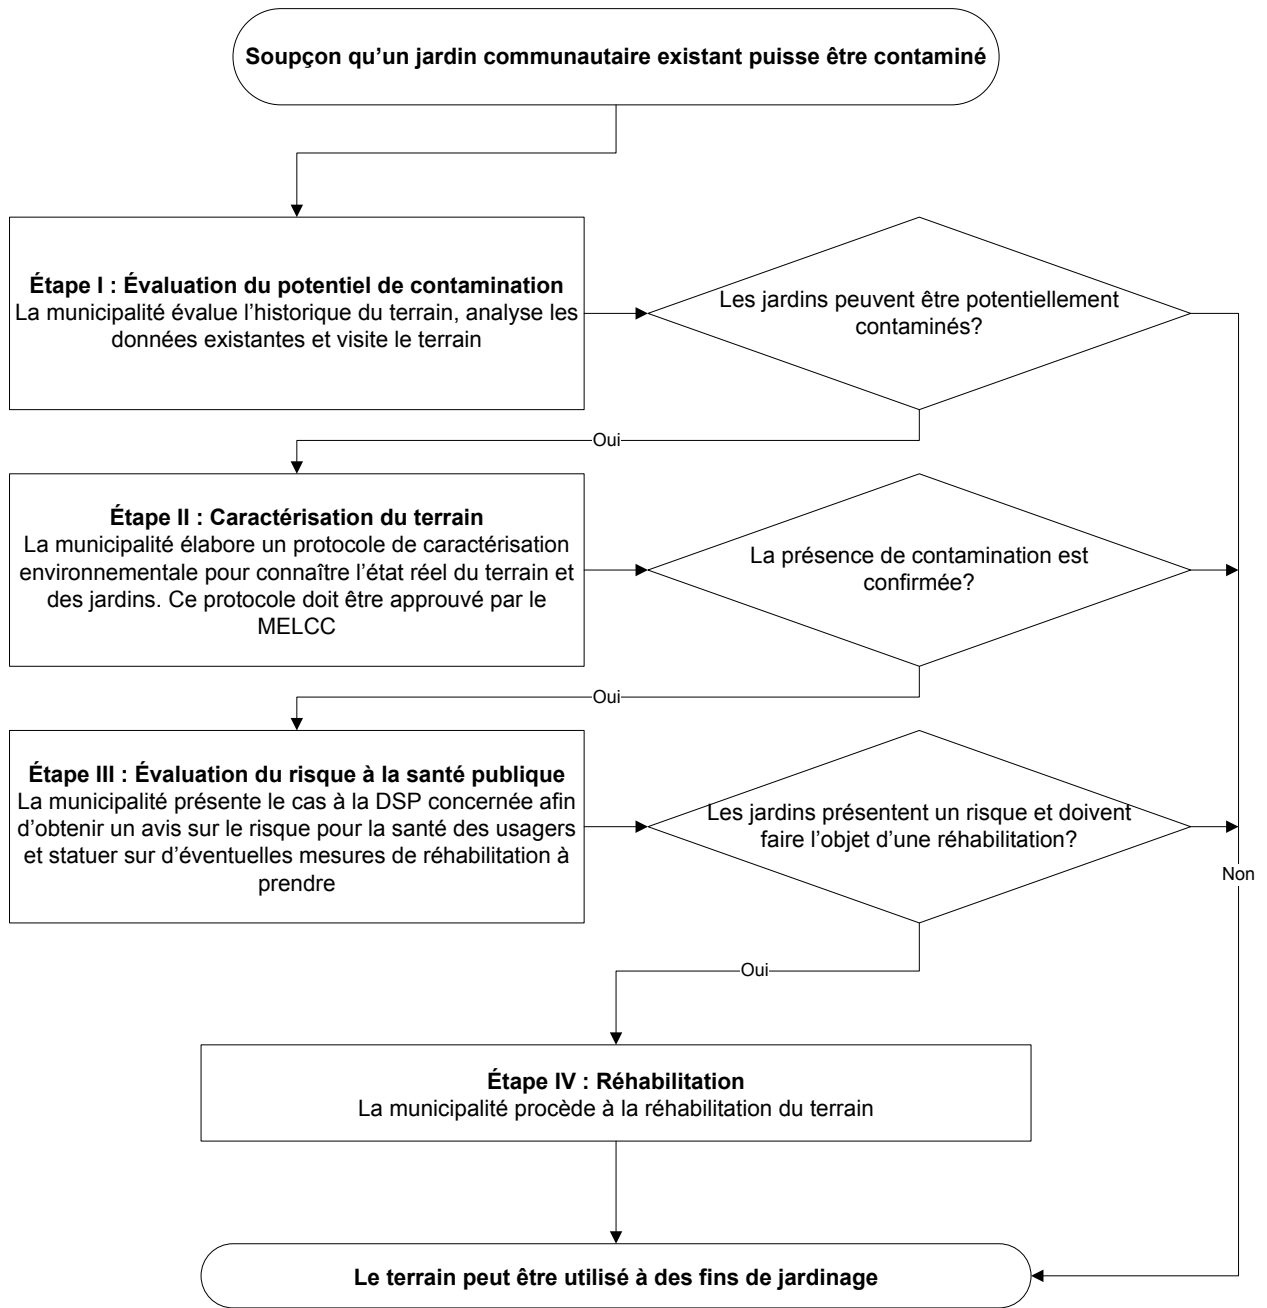 Soupçon qu’un jardin communautaire existant puisse être contaminé
Étape I : Évaluation du potentiel de contamination
La municipalité évalue l’historique du terrain, analyse les
données existantes et visite le terrain
Les jardins peuvent être potentiellement
contaminés?
Oui
Étape II : Caractérisation du terrain
La municipalité élabore un protocole de caractérisation
environnementale pour connaître l’état réel du terrain et
des jardins. Ce protocole doit être approuvé par le
MELCC
La présence de contamination est
confirmée?
Oui
Étape III : Évaluation du risque à la santé publique
La municipalité présente le cas à la DSP concernée afin
d’obtenir un avis sur le risque pour la santé des usagers
et statuer sur d’éventuelles mesures de réhabilitation à
prendre
Les jardins présentent un risque et doivent
faire l’objet d’une réhabilitation?
Non
Oui
Étape IV : Réhabilitation
La municipalité procède à la réhabilitation du terrain
Le terrain peut être utilisé à des fins de jardinage